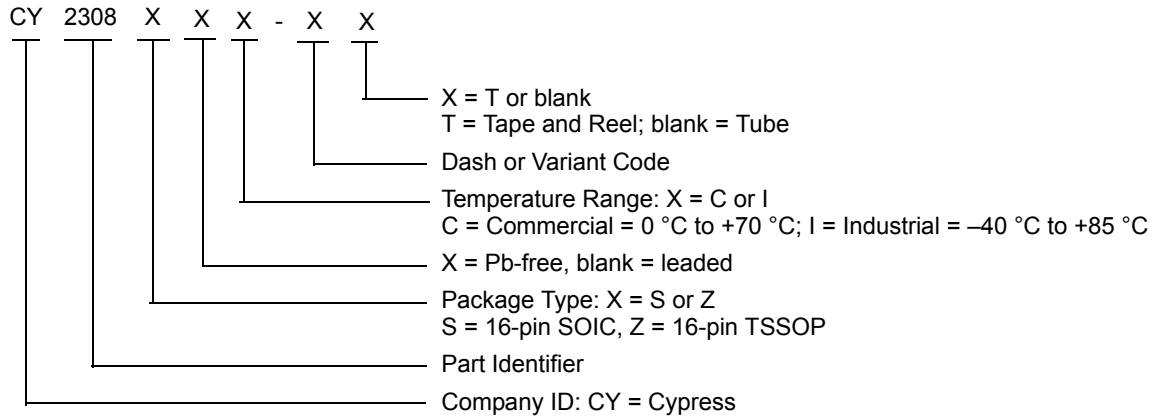 CY 2308 X X X - X X
X = T or blank
T = Tape and Reel; blank = Tube
Dash or Variant Code
Temperature Range: X = C or I
C = Commercial = 0 °C to +70 °C; I = Industrial = –40 °C to +85 °C
X = Pb-free, blank = leaded
Package Type: X = S or Z
S = 16-pin SOIC, Z = 16-pin TSSOP
Part Identifier
Company ID: CY = Cypress